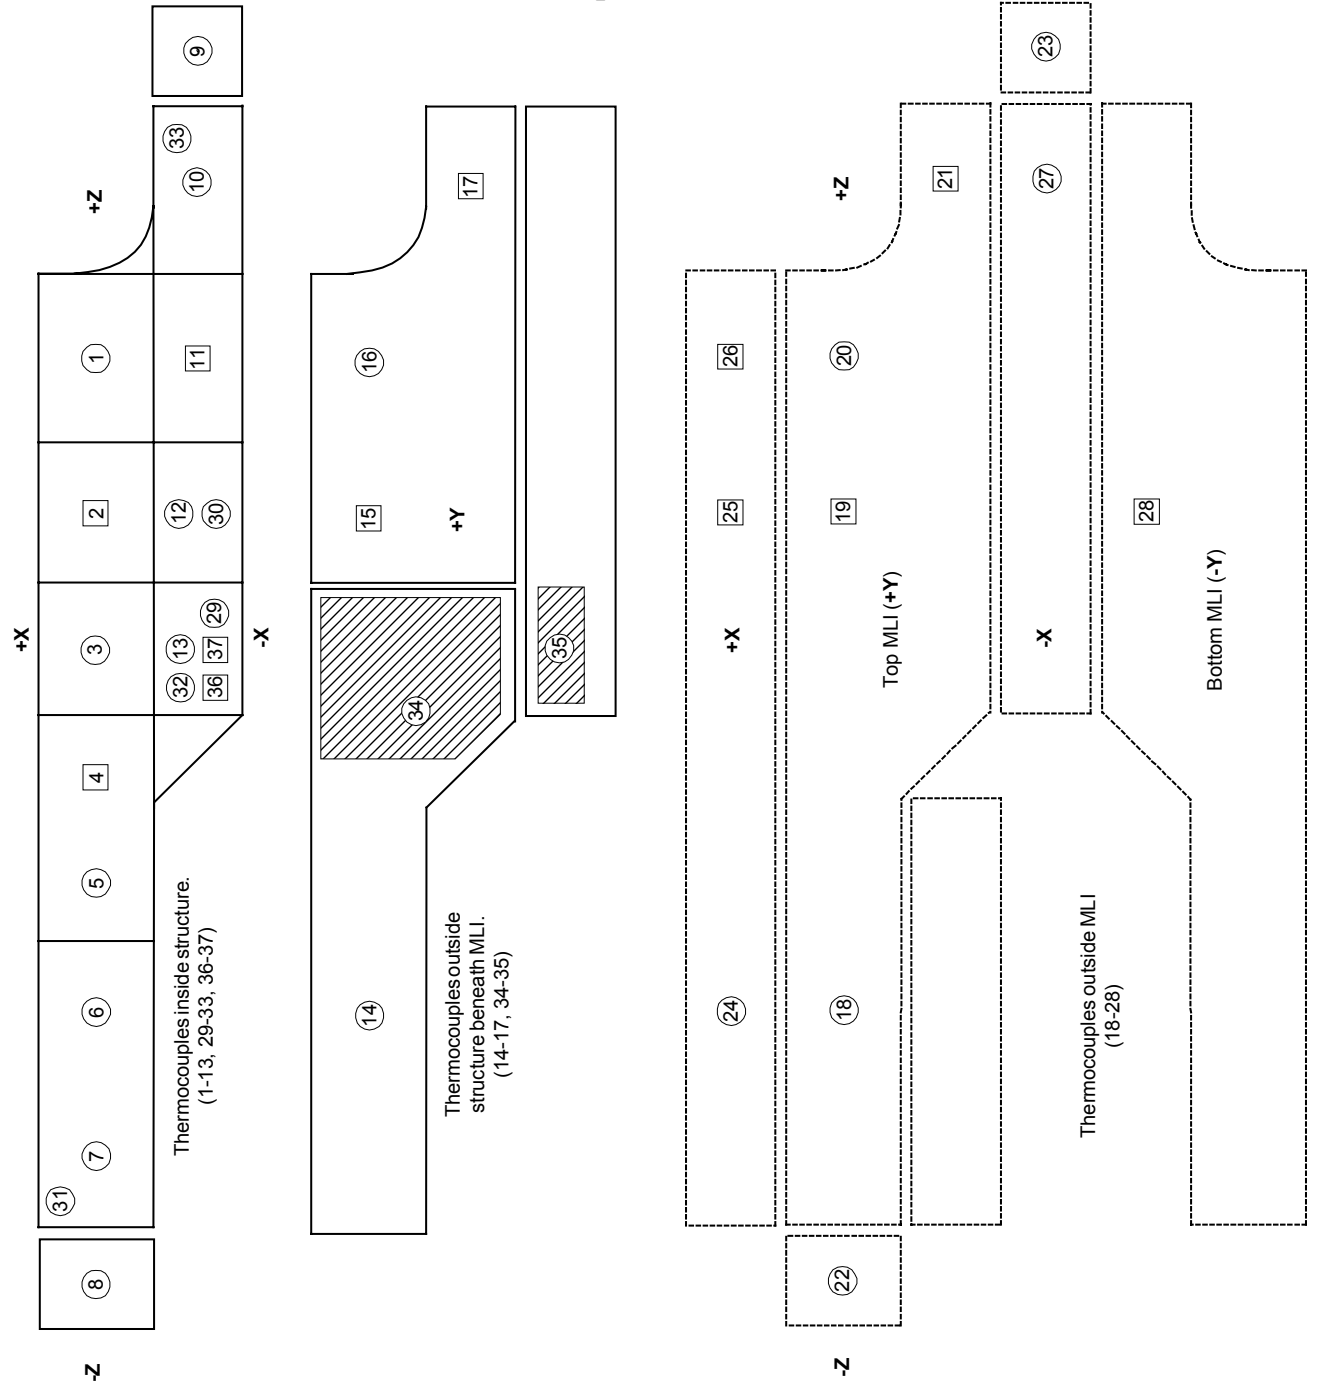 +X
-X
+Z
-Z
9
33
10
1
11
2
12
30
3
13
29
32
37
36
4
5
6
7
31
8
Thermocouples inside structure.
(1-13, 29-33, 36-37)
17
16
15
+Y
34
35
14
Thermocouples outside
structure beneath MLI.
(14-17, 34-35)
23
+Z
21
27
26
20
25
19
28
+X
Top MLI (+Y)
-X
Bottom MLI (-Y)
24
18
22
-Z
Thermocouples outside MLI
(18-28)